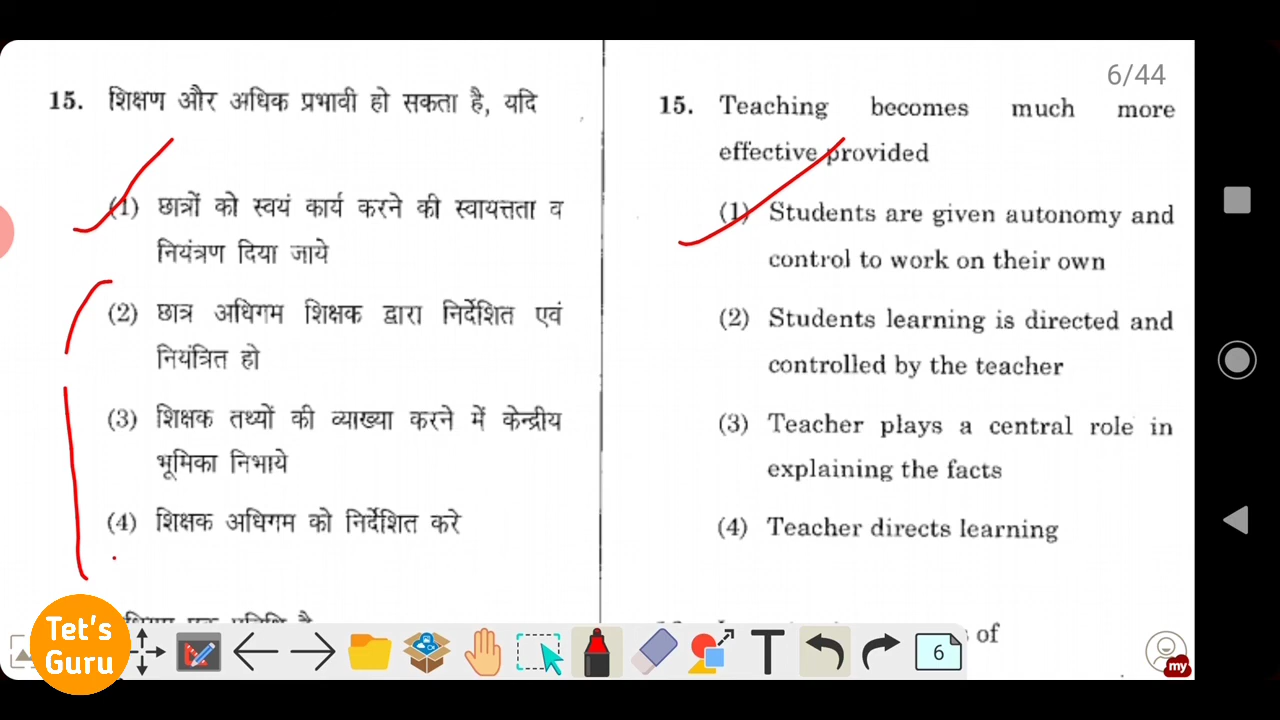 6/44
15. शिक्षण और अधिक प्रभावी हो सकता है, यदि
(1) छात्रों को स्वयं कार्य करने की स्वायत्तता व
नियंत्रण दिया जाये
(2) छात्र अधिगम शिक्षक द्वारा निर्देशित एवं
नियंत्रित हो
(3) शिक्षक तथ्यों की व्याख्या करने में केन्द्रीय
भूमिका निभाये
(4) शिक्षक अधिगम को निर्देशित करे
15. Teaching becomes much more
effective provided
(1) Students are given autonomy and
control to work on their own
(2) Students learning is directed and
controlled by the teacher
(3) Teacher plays a central role in
explaining the facts
(4) Teacher directs learning
of
Tet's
Guru
T
6
my